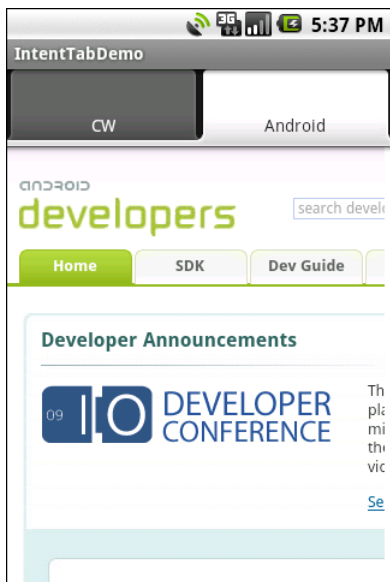 3G
5:37 PM
IntentTabDemo
CW Android
android
developers
search develo
Home SDK Dev Guide
Developer Announcements
09 I|O DEVELOPER
CONFERENCE
Th
pla
mi
the
vid
Se